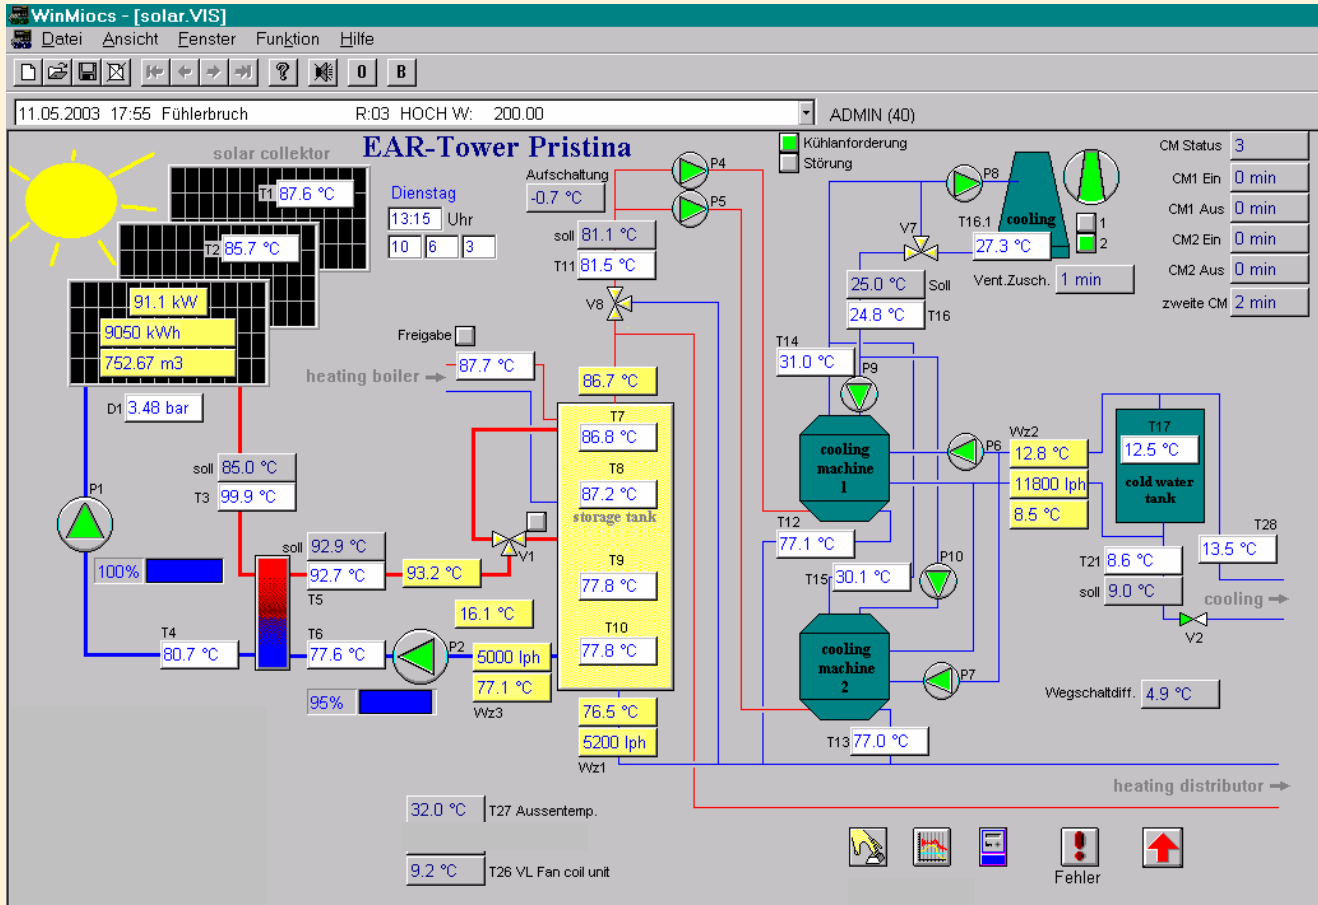 WinMiocs - [solar.VIS]
Datei Ansicht Fenster Funktion Hilfe
0 B
11.05.2003 17:55 Fühlerbruch R:03 HOCH W: 200.00
ADMIN (40)
solar collektor
EAR-Tower Pristina
T1 87.6 °C
T2 85.7 °C
91.1 kW
9050 kWh
752.67 m3
D1 3.48 bar
Dienstag
13:15 Uhr
10 6 3
Aufschaltung
-0.7 °C
soll 81.1 °C
T11 81.5 °C
V8
P4
P5
Kühlanforderung
Störung
P8
cooling
1
2
V7
T16.1
27.3 °C
25.0 °C Soll
24.8 °C T16
Vent.Zusch. 1 min
CM Status 3
CM1 Ein 0 min
CM1 Aus 0 min
CM2 Ein 0 min
CM2 Aus 0 min
zweite CM 2 min
Freigabe
heating boiler
87.7 °C
86.7 °C
T7
86.8 °C
T8
87.2 °C
storage tank
T9
77.8 °C
T10
77.8 °C
76.5 °C
5200 lph
Wz1
soll 85.0 °C
T3 99.9 °C
P1
100%
soll 92.9 °C
92.7 °C
T5
93.2 °C
V1
16.1 °C
T4
80.7 °C
T6
77.6 °C
P2
95%
5000 lph
77.1 °C
Wz3
T14
31.0 °C
P9
cooling
machine
1
P6
Wz2
12.8 °C
11800 lph
8.5 °C
T17
12.5 °C
cold water
tank
T12
77.1 °C
T15 30.1 °C
P10
T21 8.6 °C
soll 9.0 °C
T28
13.5 °C
cooling
V2
cooling
machine
2
P7
T13 77.0 °C
Wegschaltdiff. 4.9 °C
heating distributor
32.0 °C T27 Aussentemp.
9.2 °C T26 VL Fan coil unit
Fehler